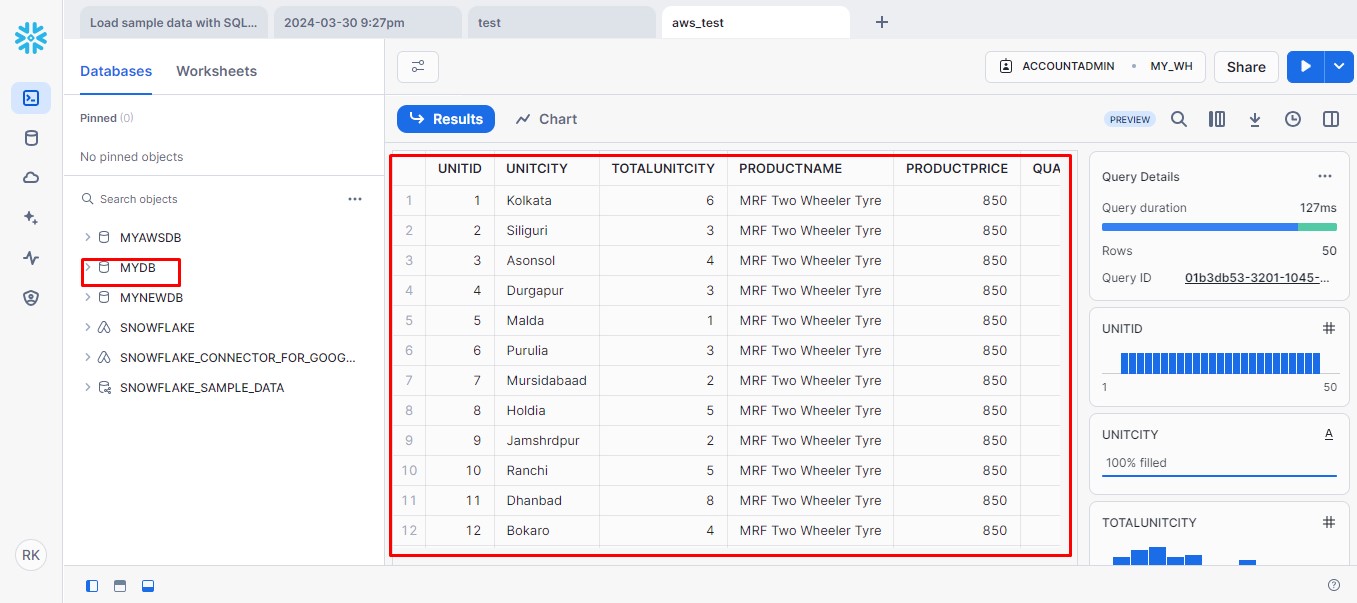 Load sample data with SQL... 2024-03-30 9:27pm test aws_test
Databases Worksheets
ACCOUNTADMIN MY_WH Share
Pinned (0)
No pinned objects
Search objects
MYAWSDB
MYDB
MYNEWDB
SNOWFLAKE
SNOWFLAKE_CONNECTOR_FOR_GOOG...
SNOWFLAKE_SAMPLE_DATA
RK
Results Chart
PREVIEW
UNITID UNITCITY TOTALUNITCITY PRODUCTNAME PRODUCTPRICE QUA
1 1 Kolkata 6 MRF Two Wheeler Tyre 850
2 2 Siliguri 3 MRF Two Wheeler Tyre 850
3 3 Asonsol 4 MRF Two Wheeler Tyre 850
4 4 Durgapur 3 MRF Two Wheeler Tyre 850
5 5 Malda 1 MRF Two Wheeler Tyre 850
6 6 Purulia 3 MRF Two Wheeler Tyre 850
7 7 Mursidabaad 2 MRF Two Wheeler Tyre 850
8 8 Holdia 5 MRF Two Wheeler Tyre 850
9 9 Jamshrdpur 2 MRF Two Wheeler Tyre 850
10 10 Ranchi 5 MRF Two Wheeler Tyre 850
11 11 Dhanbad 8 MRF Two Wheeler Tyre 850
12 12 Bokaro 4 MRF Two Wheeler Tyre 850
Query Details
Query duration 127ms
Rows 50
Query ID 01b3db53-3201-1045-...
UNITID
1 50
UNITCITY A
100% filled
TOTALUNITCITY